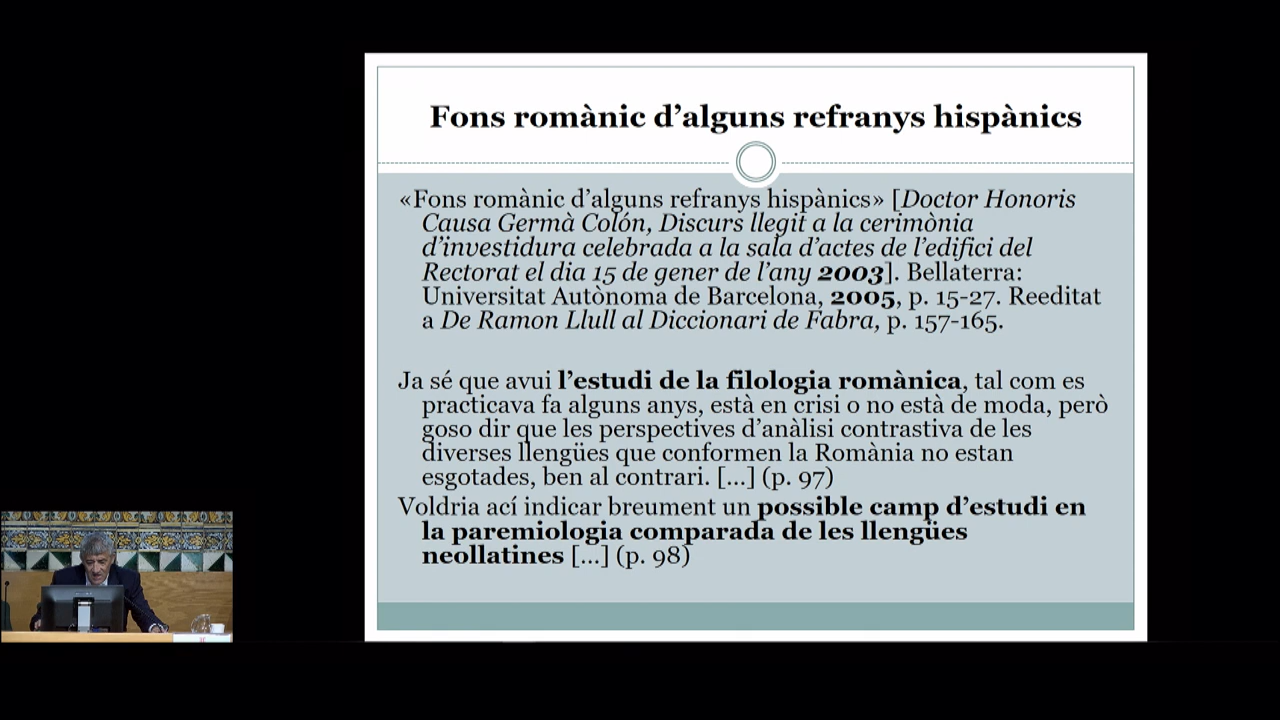 Fons romànic d’alguns refranys hispànics
«Fons romànic d’alguns refranys hispànics» [Doctor Honoris
Causa Germà Colón, Discurs llegit a la cerimònia
d’investidura celebrada a la sala d’actes de l’edifici del
Rectorat el dia 15 de gener de l’any 2003]. Bellaterra:
Universitat Autònoma de Barcelona, 2005, p. 15-27. Reeditat
a De Ramon Llull al Diccionari de Fabra, p. 157-165.
Ja sé que avui l’estudi de la filologia romànica, tal com es
practicava fa alguns anys, està en crisi o no està de moda, però
goso dir que les perspectives d’anàlisi contrastiva de les
diverses llengües que conformen la Romània no estan
esgotades, ben al contrari. [...] (p. 97)
Voldria ací indicar breument un possible camp d’estudi en
la paremiologia comparada de les llengües
neollatines [...] (p. 98)